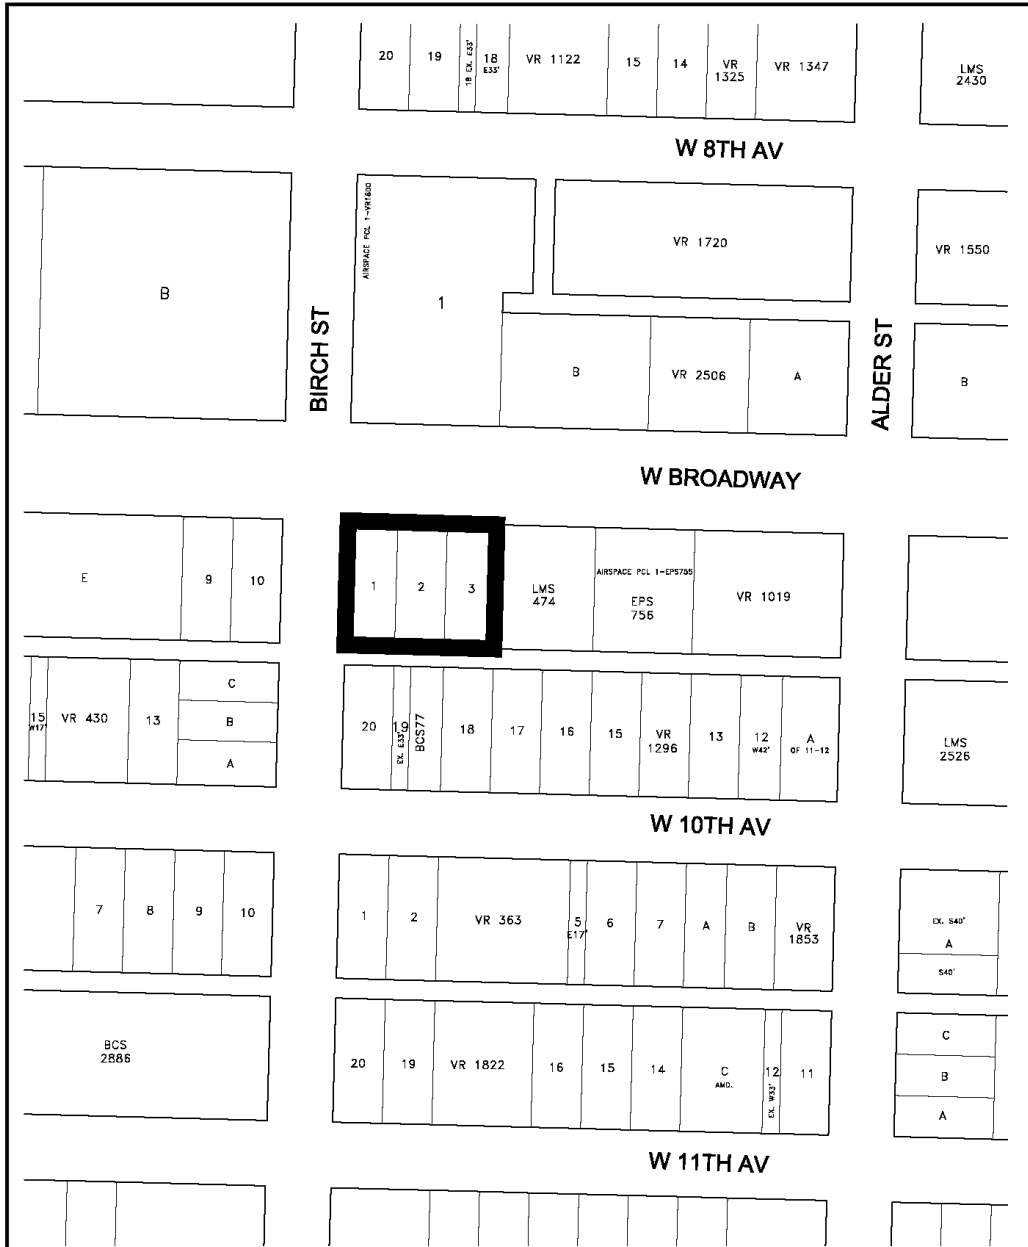 20
19
18 EX. E33'
18
E33'
VR 1122
15
14
VR
1325
VR 1347
LMS
2430
W 8TH AV
B
BIRCH ST
AIRSPACE PCL 1-VR1600
1
VR 1720
VR 1550
B
VR 2506
A
ALDER ST
B
W BROADWAY
E
9
10
1
2
3
LMS
474
AIRSPACE PCL 1-EPS755
EPS
756
VR 1019
15
W17'
VR 430
13
C
B
A
20
19
EX. E33'
BCS77
18
17
16
15
VR
1296
13
12
W42'
A
OF 11-12
LMS
2526
W 10TH AV
7
8
9
10
1
2
VR 363
5
E17'
6
7
A
B
VR
1853
EX. S40'
A
S40'
BCS
2886
20
19
VR 1822
16
15
14
C
AMD.
12
EX. W33'
11
C
B
A
W 11TH AV